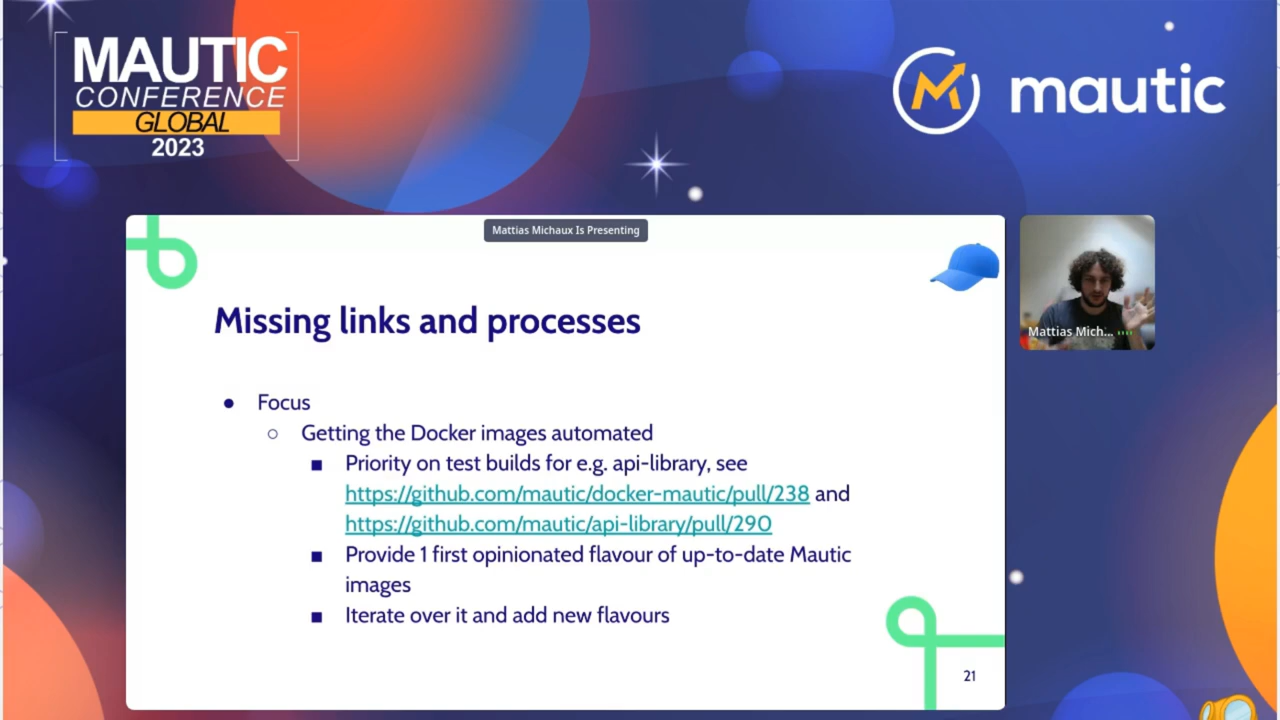 MAUTIC
CONFERENCE
GLOBAL
2023
mautic
Mattias Michaux Is Presenting
Missing links and processes
Mattias Mich...
● Focus
○ Getting the Docker images automated
■ Priority on test builds for e.g. api-library, see
https://github.com/mautic/docker-mautic/pull/238 and
https://github.com/mautic/api-library/pull/290
■ Provide 1 first opinionated flavour of up-to-date Mautic
images
■ Iterate over it and add new flavours
21